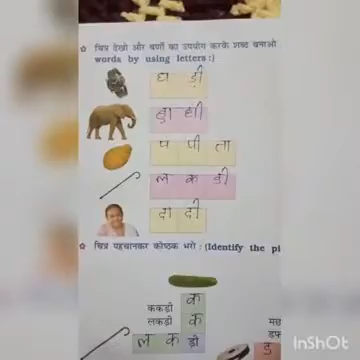 ✩ चित्र देखो और वर्णों का उपयोग करके शब्द बनाओ
words by using letters:)
घ ड़ी
हा थी
प पी ता
ल क डी
दा दी
✩ चित्र पहचानकर कोष्ठक भरो : (Identify the pi
ककडी क
लकडी क
ल क डी
InShOt